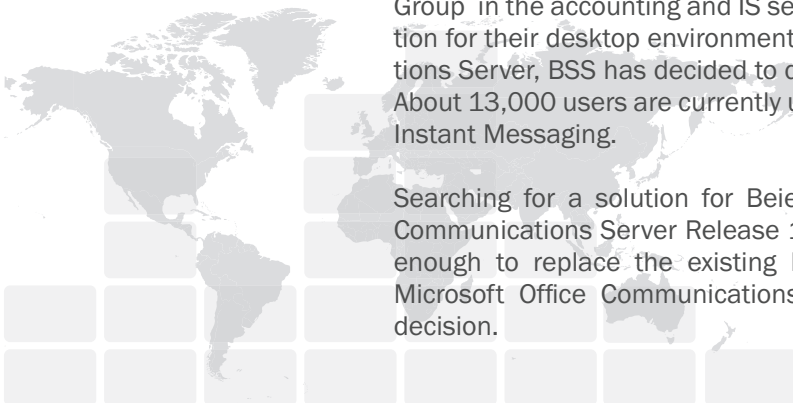 Group in the accounting and IS se
tion for their desktop environment
tions Server, BSS has decided to d
About 13,000 users are currently u
Instant Messaging.
Searching for a solution for Beie
Communications Server Release 1
enough to replace the existing
Microsoft Office Communications
decision.